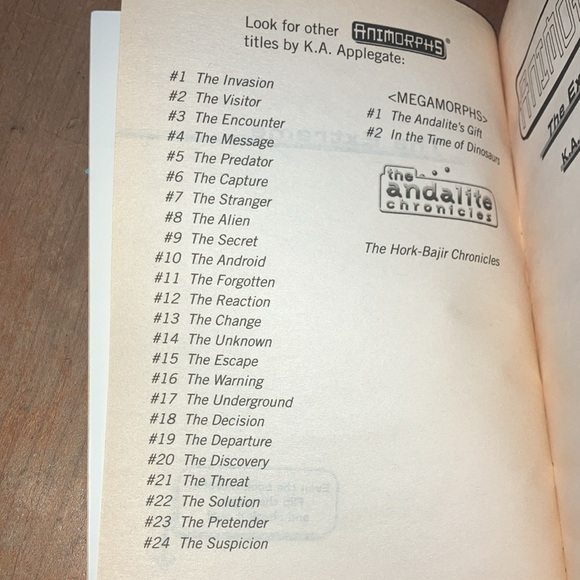 Look for other ANIMORPHS®
titles by K.A. Applegate:
#1 The Invasion
#2 The Visitor
#3 The Encounter
#4 The Message
#5 The Predator
#6 The Capture
#7 The Stranger
#8 The Alien
#9 The Secret
#10 The Android
#11 The Forgotten
#12 The Reaction
#13 The Change
#14 The Unknown
#15 The Escape
#16 The Warning
#17 The Underground
#18 The Decision
#19 The Departure
#20 The Discovery
#21 The Threat
#22 The Solution
#23 The Pretender
#24 The Suspicion
<MEGAMORPHS>
#1 The Andalite's Gift
#2 In the Time of Dinosaurs
the
andalite
chronicles
The Hork-Bajir Chronicles
The
K.A.